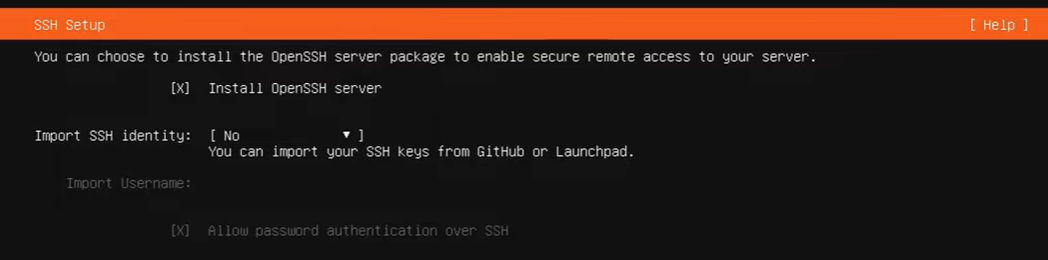 SSH Setup [ Help ]
You can choose to install the OpenSSH server package to enable secure remote access to your server.
[X] Install OpenSSH server
Import SSH identity: [ No ▾ ]
You can import your SSH keys from GitHub or Launchpad.
Import Username:
[X] Allow password authentication over SSH